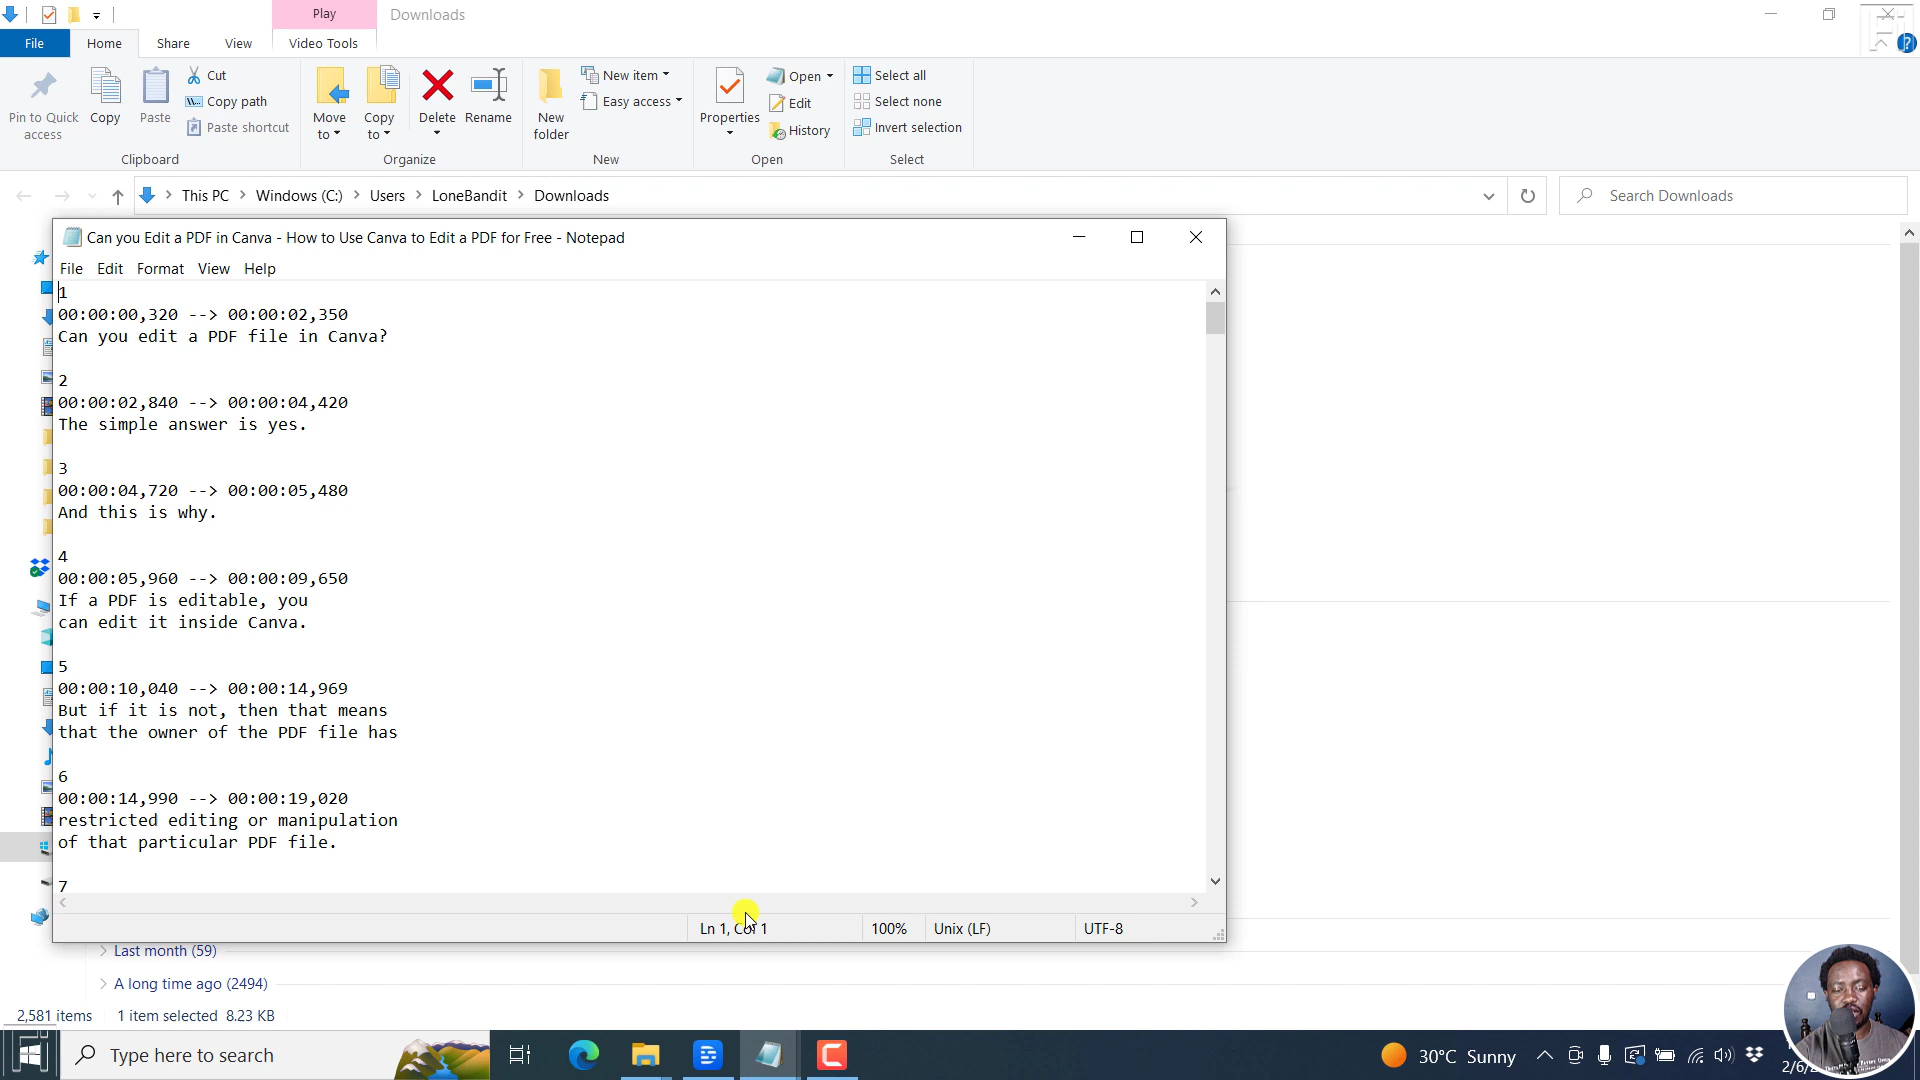 Play
Downloads
File
Home
Share
View
Video Tools
Pin to Quick access
Copy
Paste
Cut
Copy path
Paste shortcut
Clipboard
Move to
Copy to
Delete
Rename
Organize
New folder
New item
Easy access
New
Properties
Open
Edit
History
Open
Select all
Select none
Invert selection
Select
This PC > Windows (C:) > Users > LoneBandit > Downloads
Search Downloads
Can you Edit a PDF in Canva - How to Use Canva to Edit a PDF for Free - Notepad
File Edit Format View Help
1
00:00:00,320 --> 00:00:02,350
Can you edit a PDF file in Canva?
2
00:00:02,840 --> 00:00:04,420
The simple answer is yes.
3
00:00:04,720 --> 00:00:05,480
And this is why.
4
00:00:05,960 --> 00:00:09,650
If a PDF is editable, you
can edit it inside Canva.
5
00:00:10,040 --> 00:00:14,969
But if it is not, then that means
that the owner of the PDF file has
6
00:00:14,990 --> 00:00:19,020
restricted editing or manipulation
of that particular PDF file.
7
Ln 1, Col 1
100%
Unix (LF)
UTF-8
Last month (59)
A long time ago (2494)
2,581 items
1 item selected 8.23 KB
Type here to search
30°C Sunny